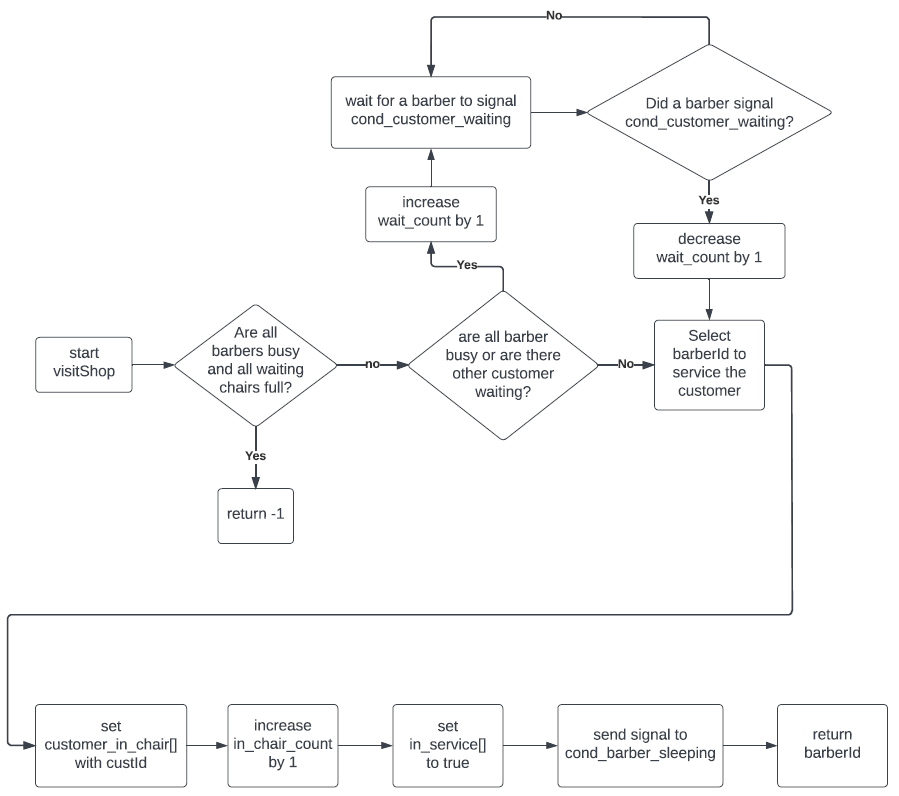 No
wait for a barber to signal
cond_customer_waiting
Did a barber signal
cond_customer_waiting?
increase
wait_count by 1
Yes
decrease
wait_count by 1
Yes
start
visitShop
Are all
barbers busy
and all waiting
chairs full?
no
are all barber
busy or are there
other customer
waiting?
No
Select
barberId to
service the
customer
Yes
return -1
set
customer_in_chair[]
with custId
increase
in_chair_count
by 1
set
in_service[]
to true
send signal to
cond_barber_sleeping
return
barberId